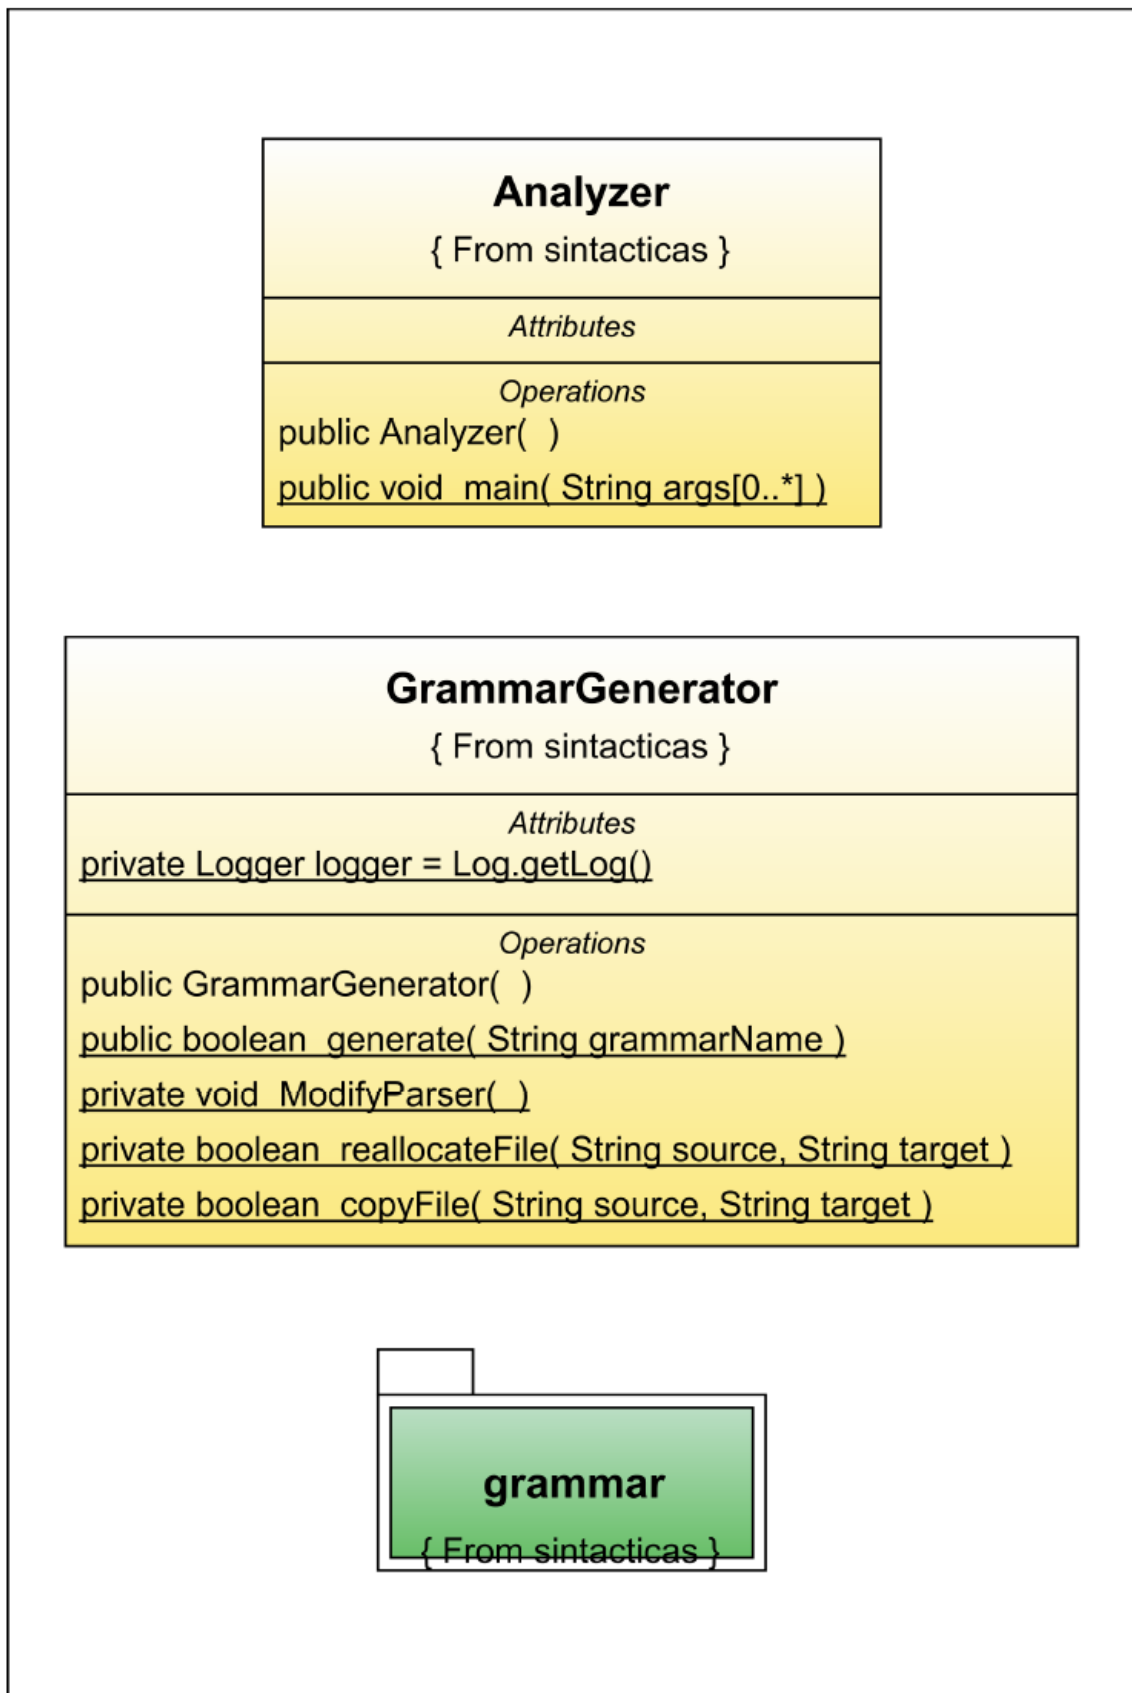 Analyzer
{ From sintacticas }
Attributes
Operations
public Analyzer(  )
public void  main( String args[0..*] )
GrammarGenerator
{ From sintacticas }
Attributes
private Logger logger = Log.getLog()
Operations
public GrammarGenerator(  )
public boolean  generate( String grammarName )
private void  ModifyParser(  )
private boolean  reallocateFile( String source, String target )
private boolean  copyFile( String source, String target )
grammar
{ From sintacticas }